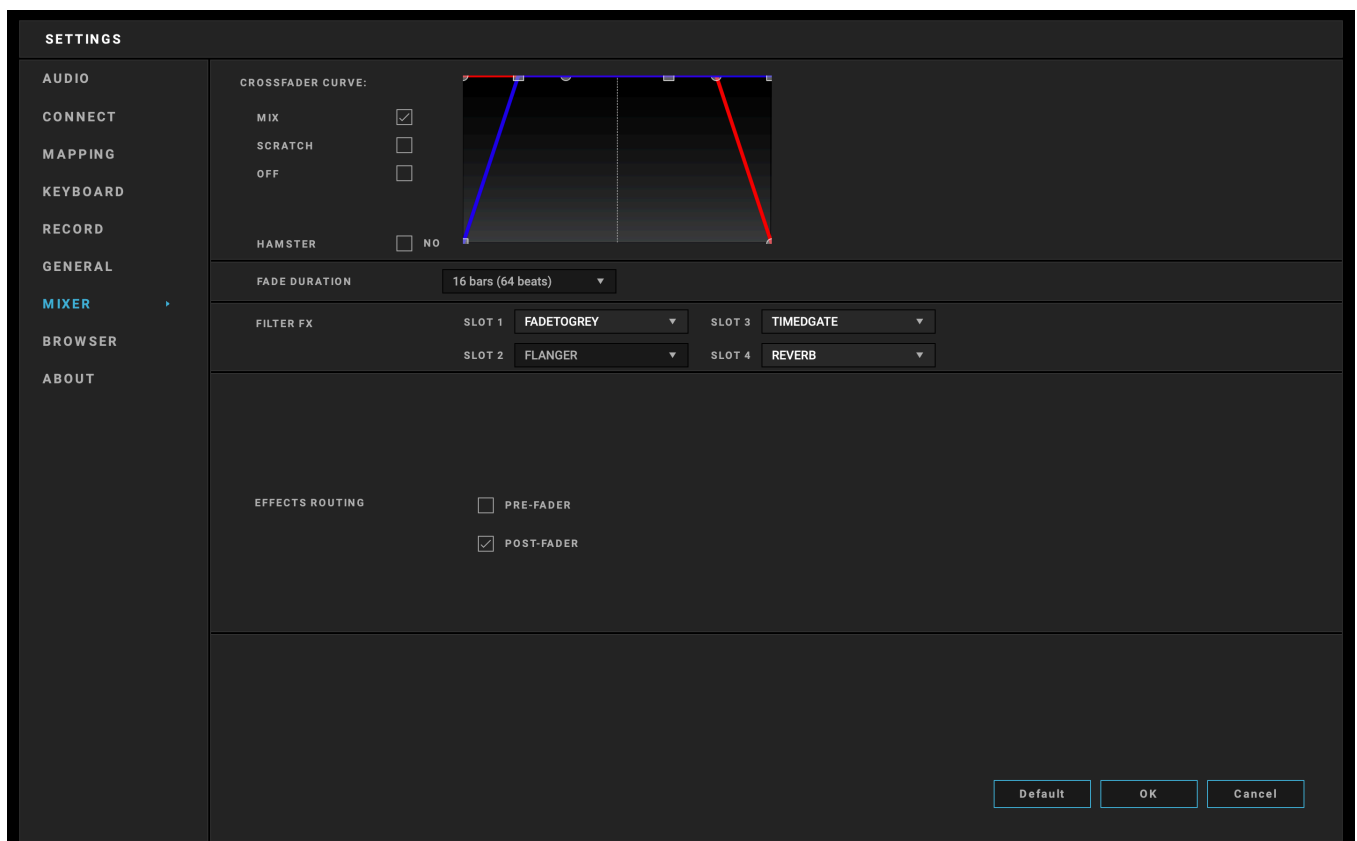 SETTINGS
AUDIO
CONNECT
MAPPING
KEYBOARD
RECORD
GENERAL
MIXER
BROWSER
ABOUT
CROSSFADER CURVE:
MIX
SCRATCH
OFF
HAMSTER NO
FADE DURATION 16 bars (64 beats)
FILTER FX SLOT 1 FADETOGREY SLOT 3 TIMEDGATE
SLOT 2 FLANGER SLOT 4 REVERB
EFFECTS ROUTING PRE-FADER
POST-FADER
Default OK Cancel